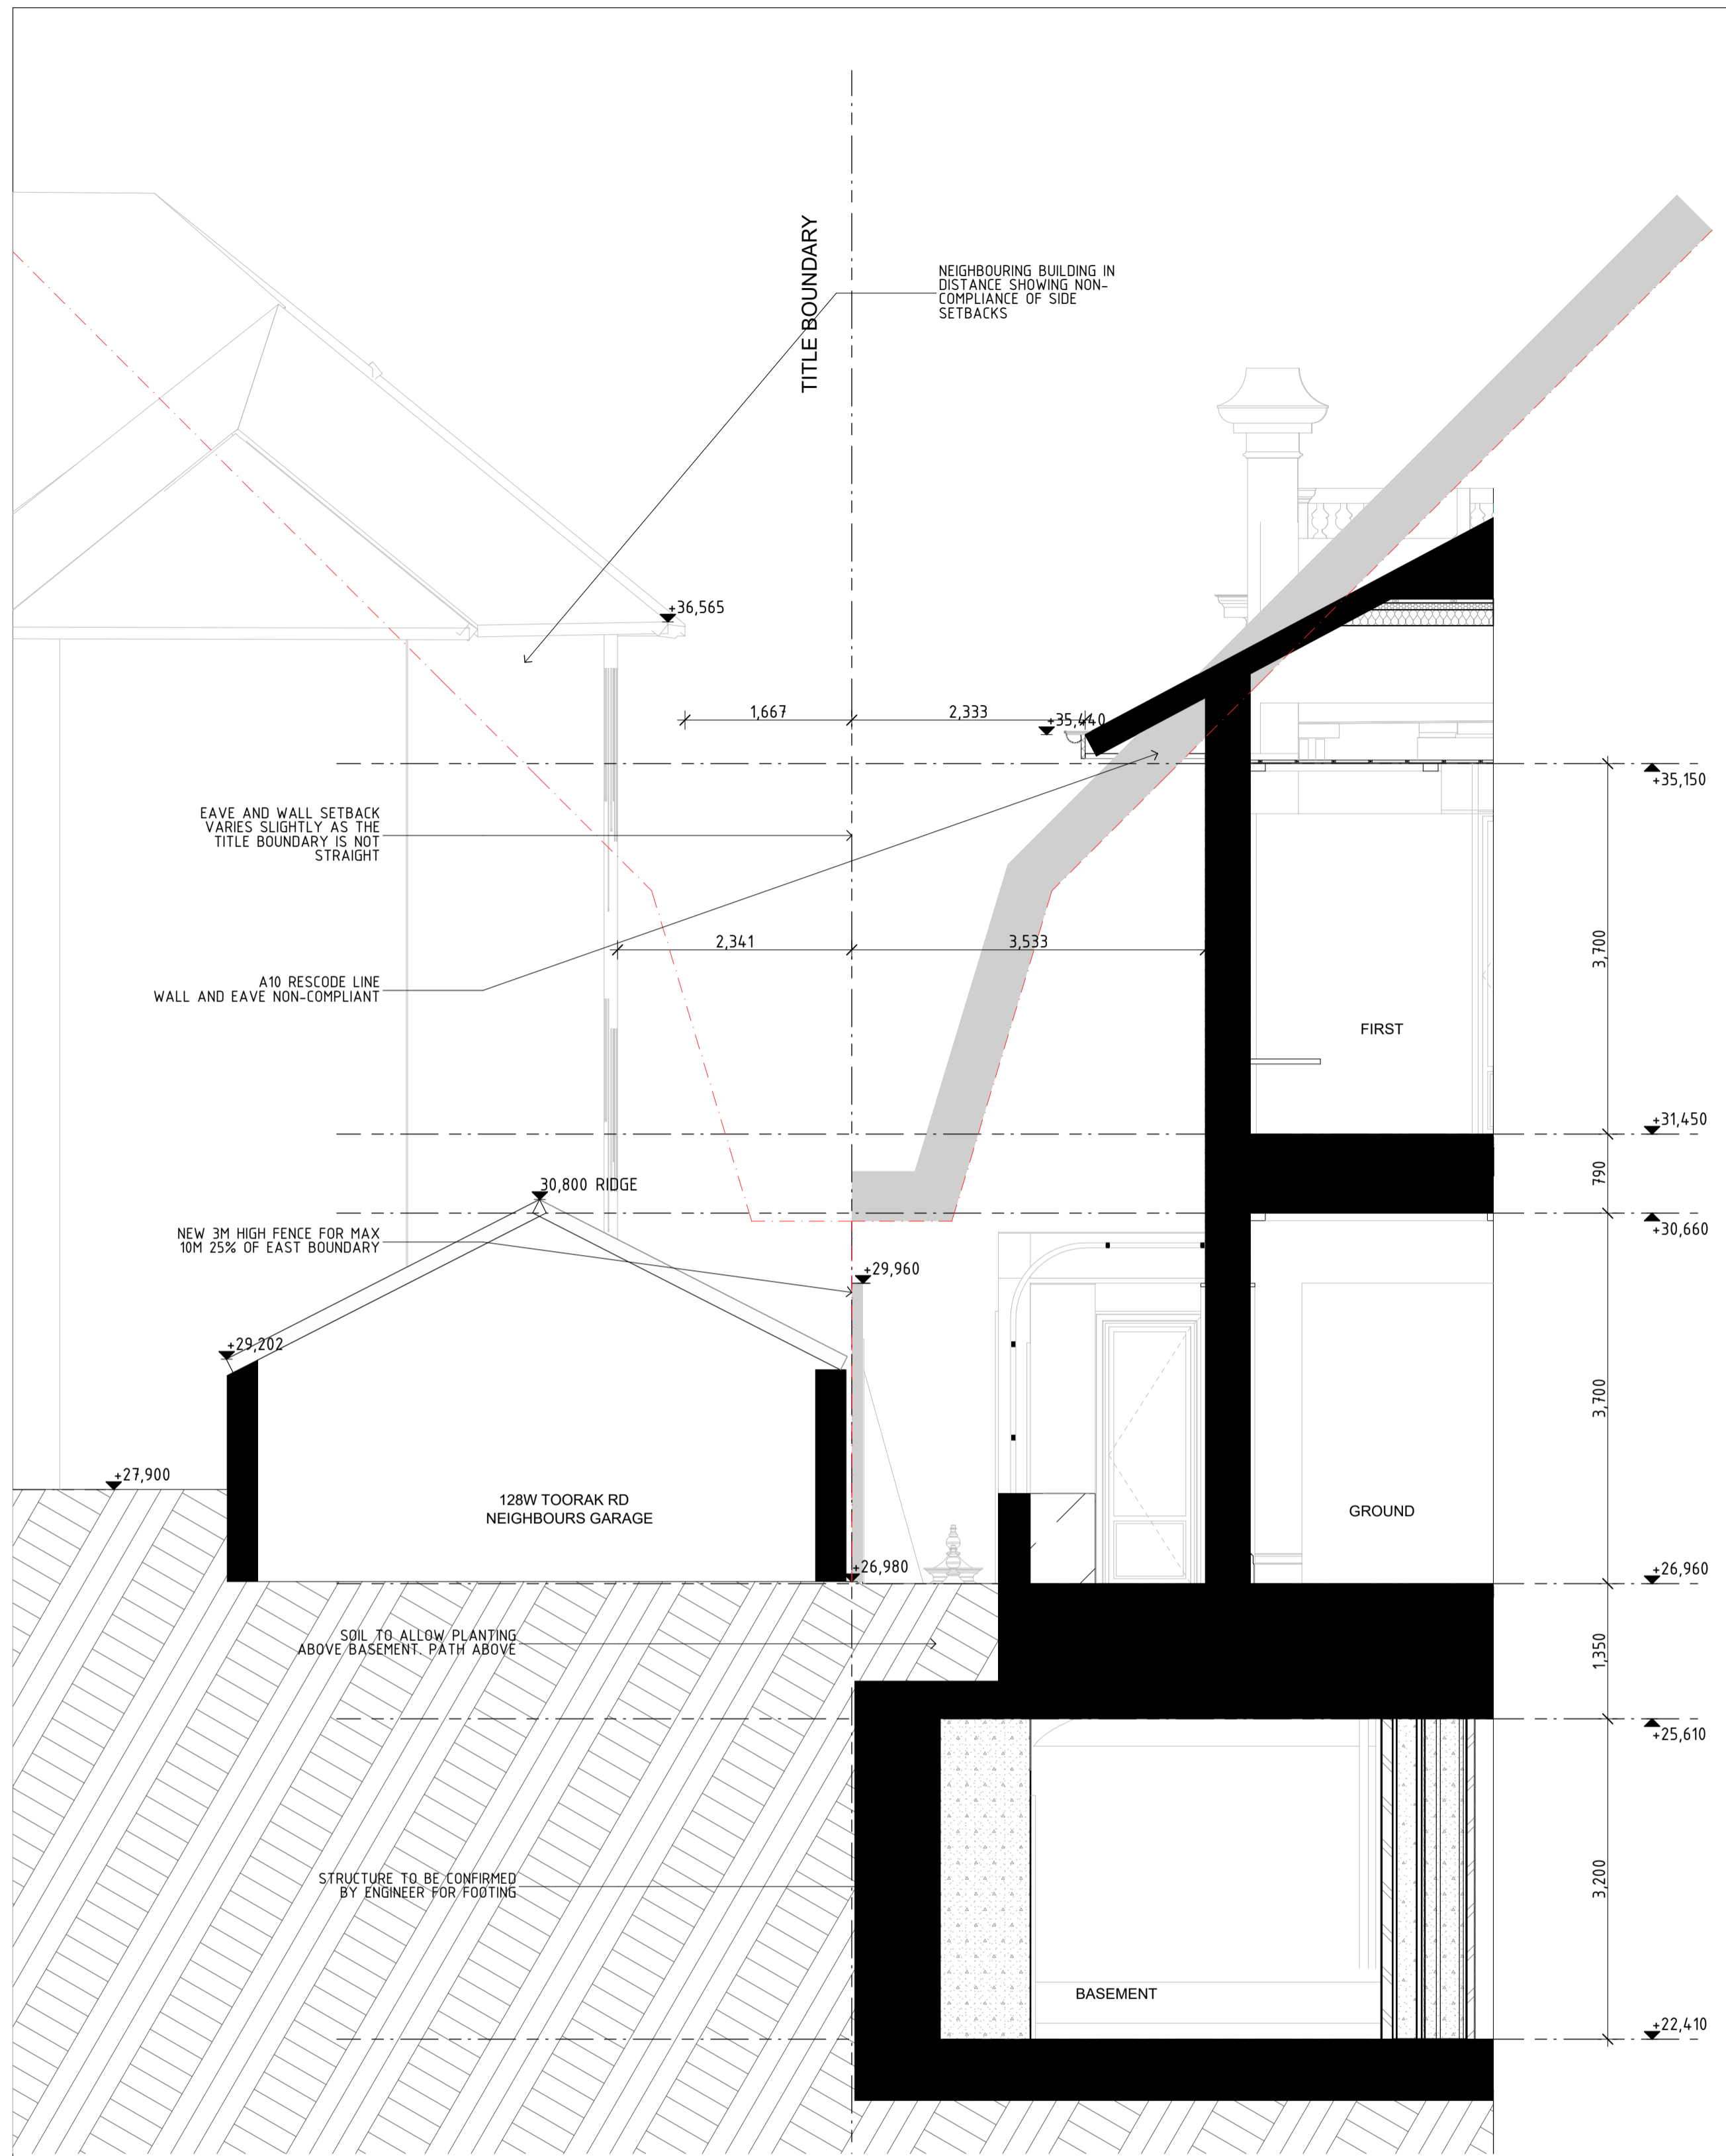 TITLE BOUNDARY
NEIGHBOURING BUILDING IN
DISTANCE SHOWING NON-
COMPLIANCE OF SIDE
SETBACKS
+36,565
1,667
2,333
+35,440
+35,150
EAVE AND WALL SETBACK
VARIES SLIGHTLY AS THE
TITLE BOUNDARY IS NOT
STRAIGHT
2,341
3,533
3,700
A10 RESCODE LINE
WALL AND EAVE NON-COMPLIANT
FIRST
+31,450
790
30,800 RIDGE
+30,660
NEW 3M HIGH FENCE FOR MAX
10M 25% OF EAST BOUNDARY
+29,960
+29,202
3,700
+27,900
128W TOORAK RD
NEIGHBOURS GARAGE
GROUND
+26,980
+26,960
SOIL TO ALLOW PLANTING
ABOVE BASEMENT. PATH ABOVE
1,350
+25,610
STRUCTURE TO BE CONFIRMED
BY ENGINEER FOR FOOTING
3,200
BASEMENT
+22,410